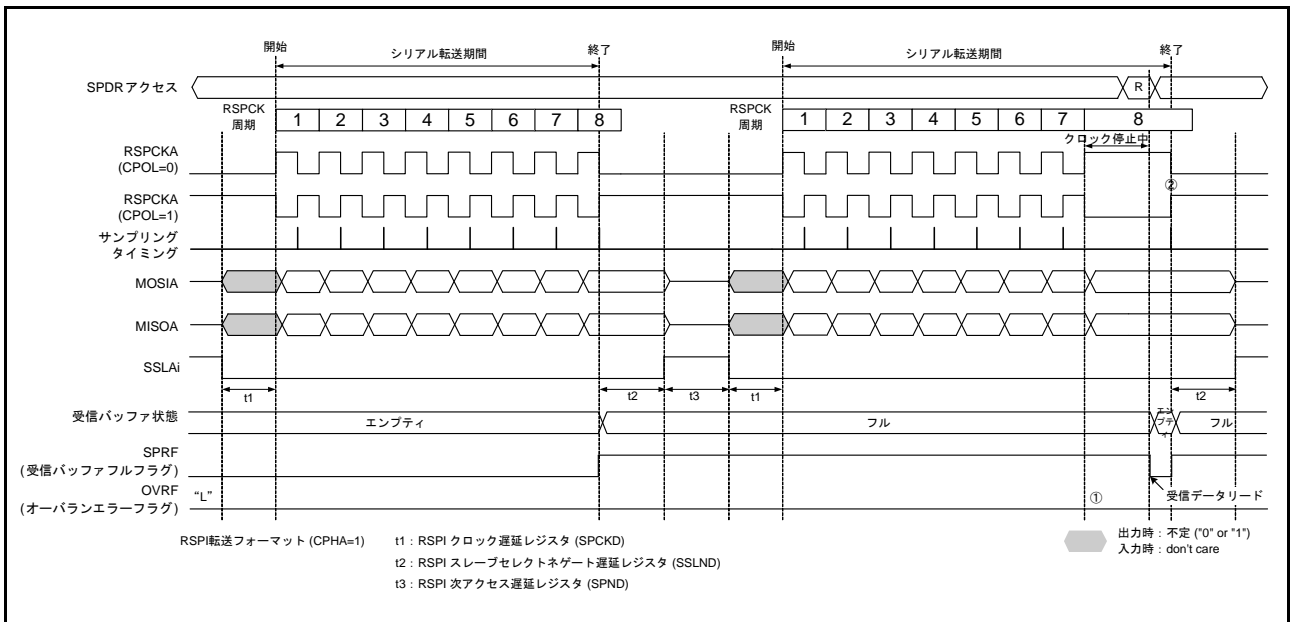 開始
シリアル転送期間
終了
開始
シリアル転送期間
終了
SPDRアクセス
R
RSPCK
周期
1 2 3 4 5 6 7 8
RSPCK
周期
1 2 3 4 5 6 7 8
クロック停止中
RSPCKA
(CPOL=0)
②
RSPCKA
(CPOL=1)
サンプリング
タイミング
MOSIA
MISOA
SSLAi
t1
t2
t3
t1
t2
受信バッファ状態
エンプティ
フル
エン
プテ
ィ
フル
SPRF
(受信バッファフルフラグ)
OVRF
(オーバランエラーフラグ)
“L”
①
受信データリード
RSPI転送フォーマット (CPHA=1)
t1 : RSPI クロック遅延レジスタ (SPCKD)
t2 : RSPI スレーブセレクトネゲート遅延レジスタ (SSLND)
t3 : RSPI 次アクセス遅延レジスタ (SPND)
出力時 : 不定 ("0" or "1")
入力時 : don't care